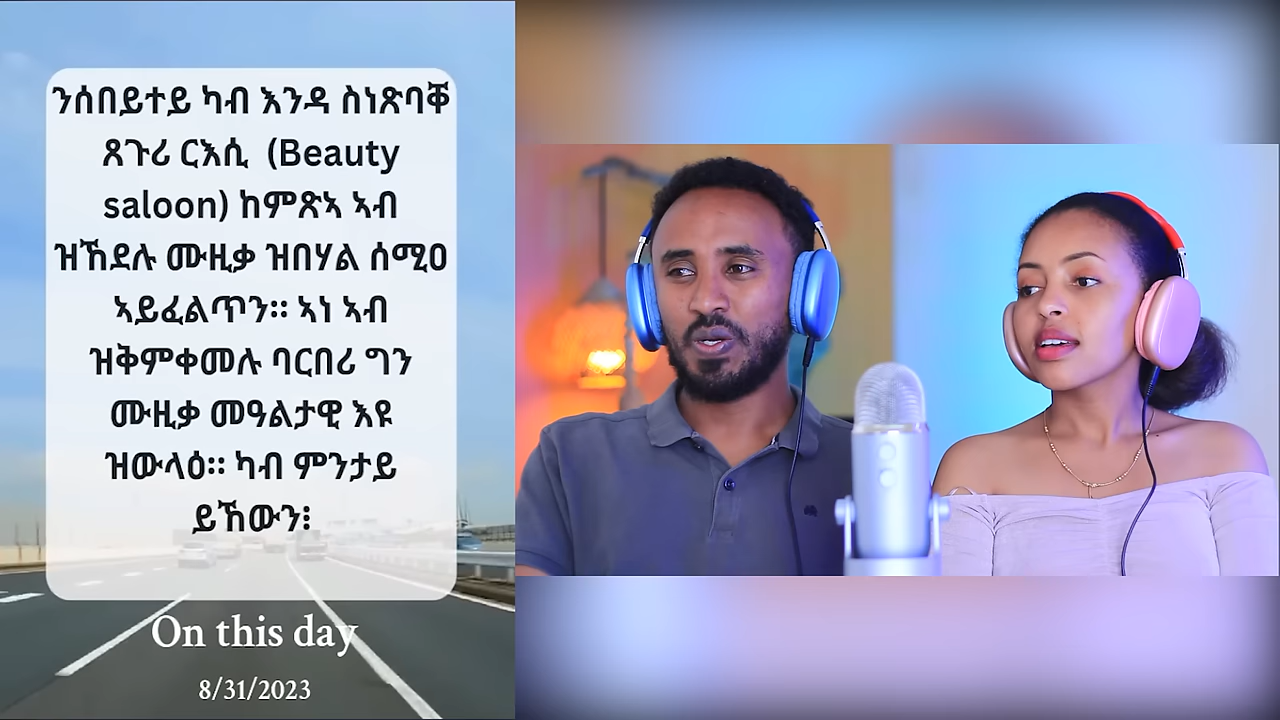 ንሰበይተይ ካብ እንዳ ስነጽባቐ
ጸጉሪ ርእሲ (Beauty
saloon) ከምጽኣ ኣብ
ዝኸደሉ ሙዚቃ ዝበሃል ሰሚዐ
ኣይፈልጥን። ኣነ ኣብ
ዝቅምቀመሉ ባርበሪ ግን
ሙዚቃ መዓልታዊ እዩ
ዝውላዕ። ካብ ምንታይ
ይኸውን፧
On this day
8/31/2023